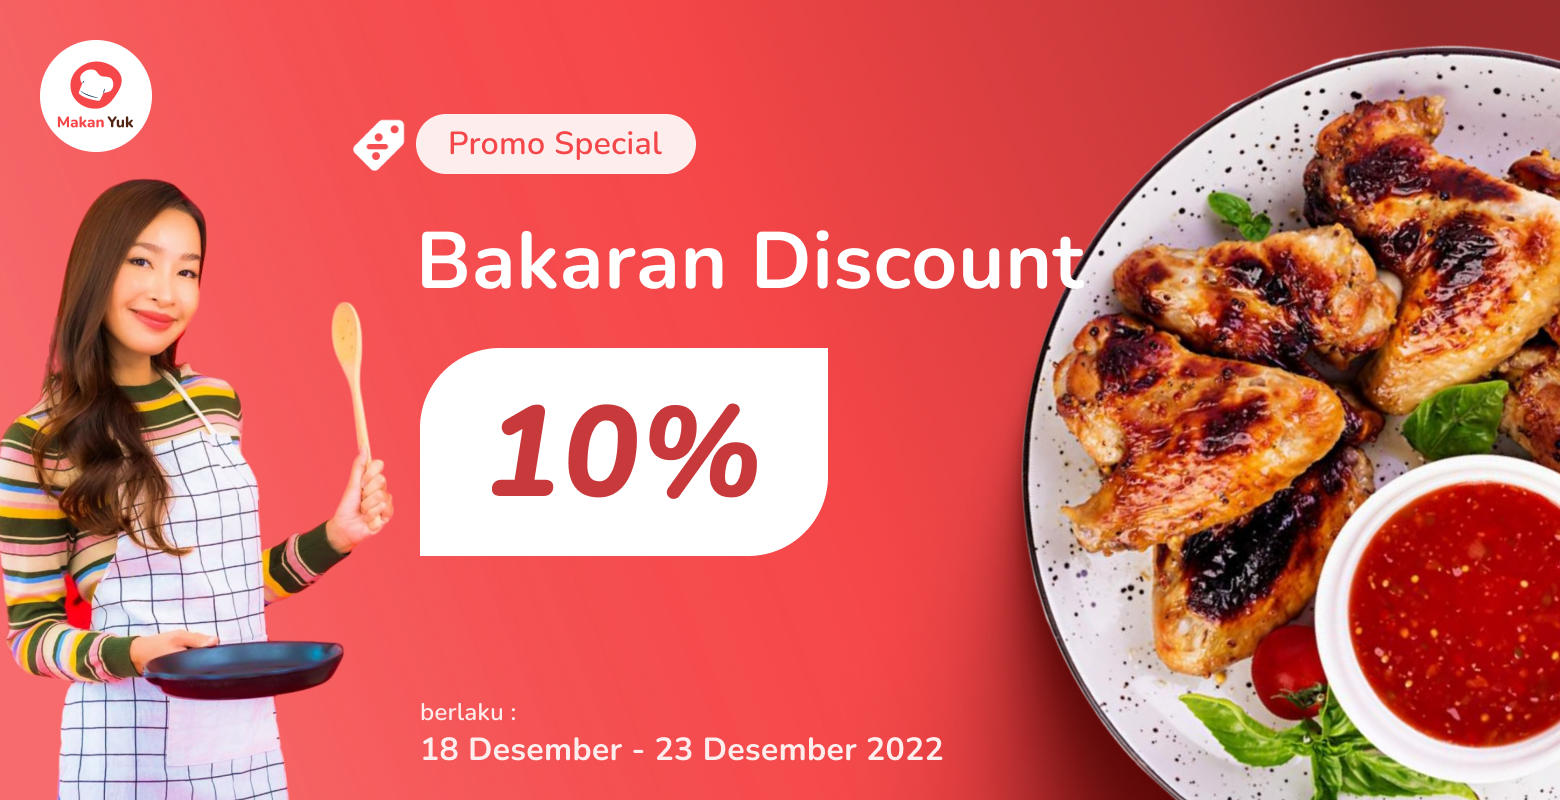 Makan Yuk
Promo Special
Bakaran Discount
10%
berlaku :
18 Desember - 23 Desember 2022